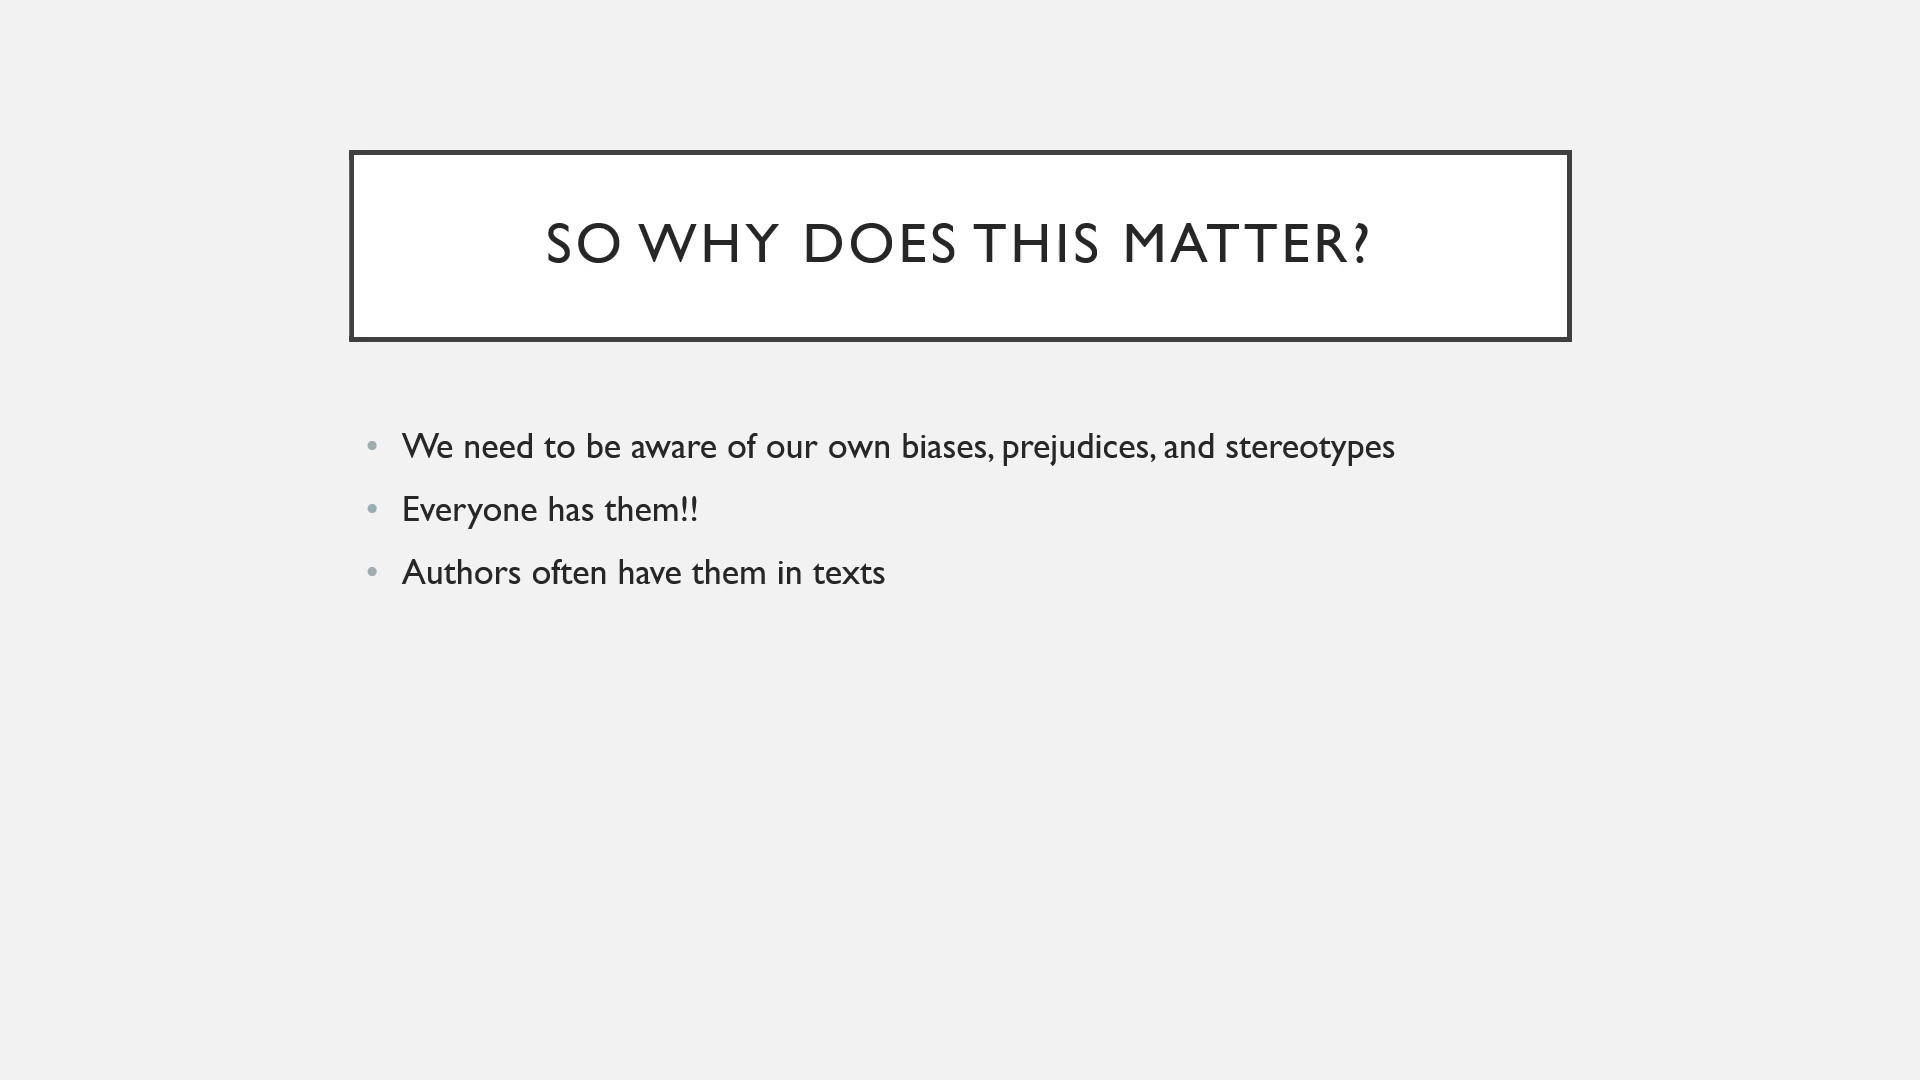 SO WHY DOES THIS MATTER?
• We need to be aware of our own biases, prejudices, and stereotypes
• Everyone has them!!
• Authors often have them in texts